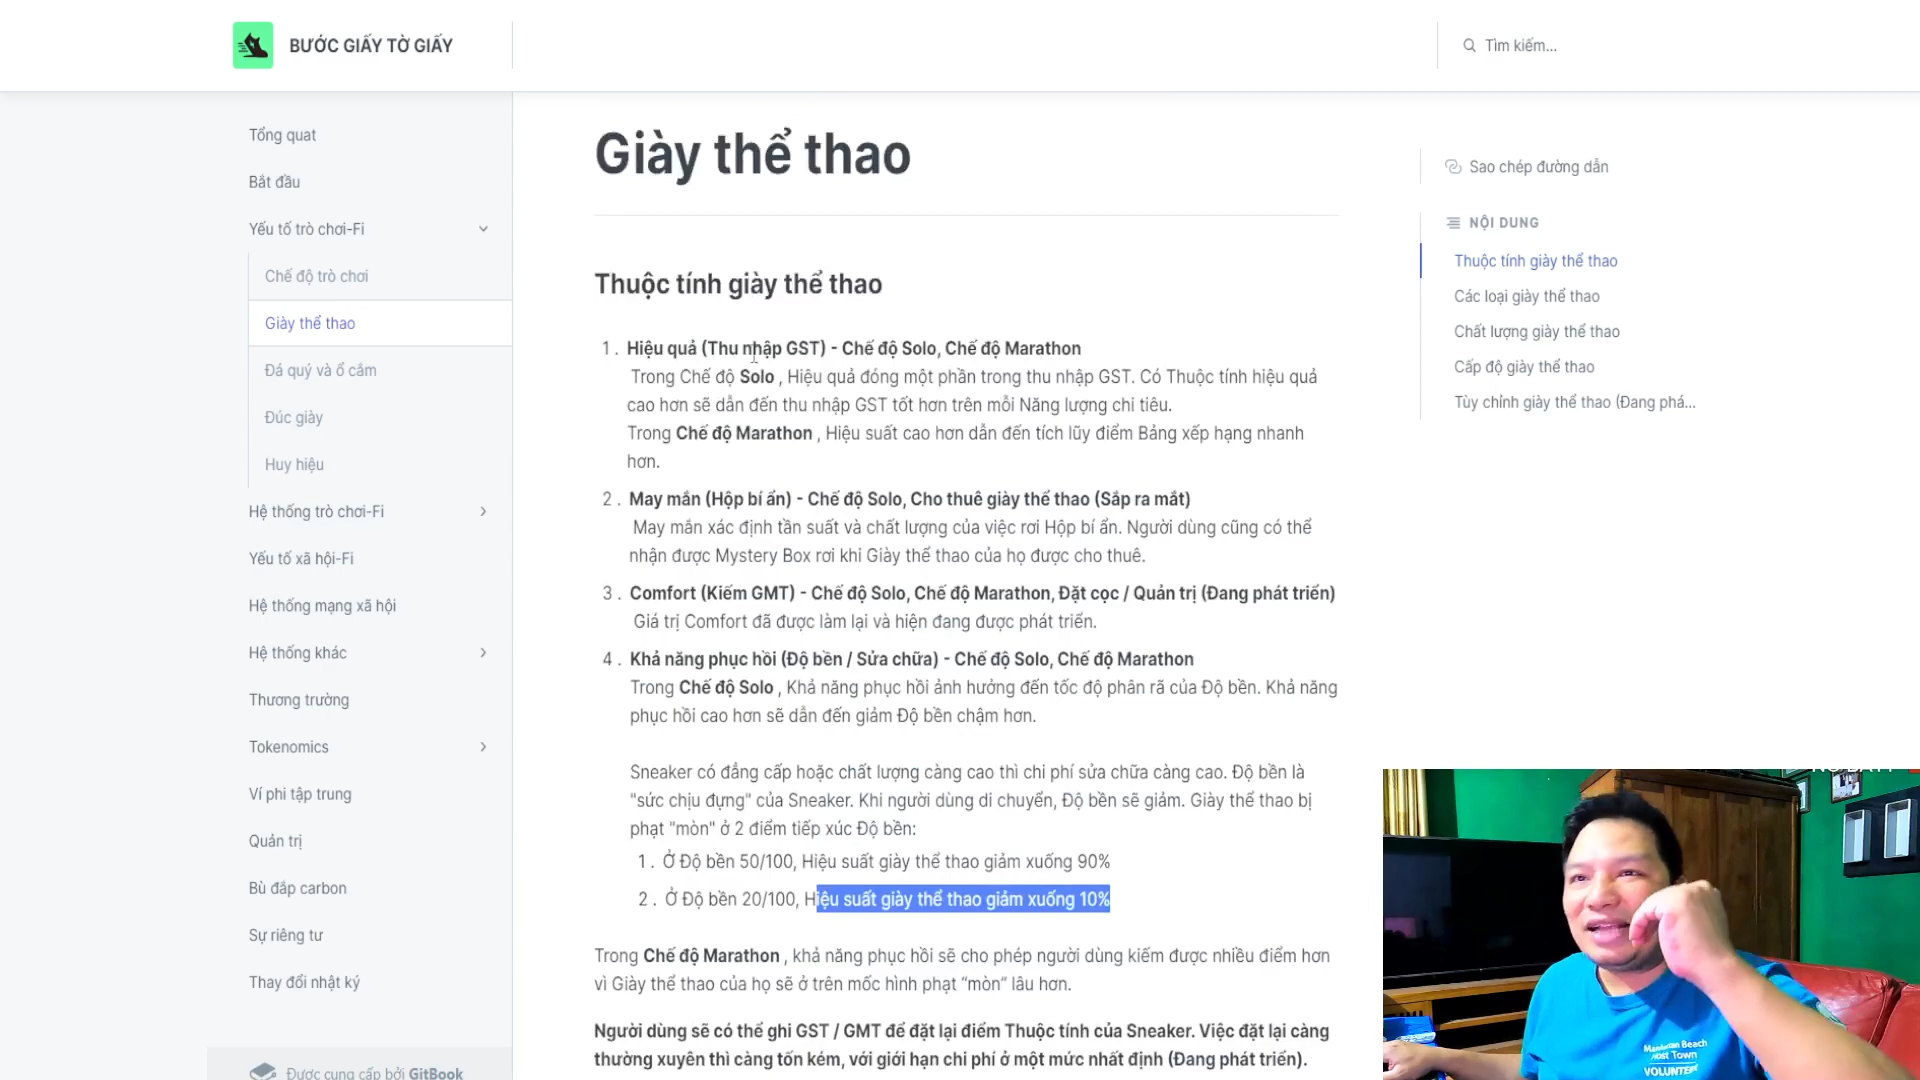 BƯỚC GIẤY TỜ GIẤY
Tìm kiếm...
Tổng quat
Bắt đầu
Yếu tố trò chơi-Fi
Chế độ trò chơi
Giày thể thao
Đá quý và ổ cắm
Đúc giày
Huy hiệu
Hệ thống trò chơi-Fi
Yếu tố xã hội-Fi
Hệ thống mạng xã hội
Hệ thống khác
Thương trường
Tokenomics
Ví phi tập trung
Quản trị
Bù đắp carbon
Sự riêng tư
Thay đổi nhật ký
Được cung cấp bởi GitBook
Giày thể thao
Thuộc tính giày thể thao
1. Hiệu quả (Thu nhập GST) - Chế độ Solo, Chế độ Marathon
Trong Chế độ Solo , Hiệu quả đóng một phần trong thu nhập GST. Có Thuộc tính hiệu quả
cao hơn sẽ dẫn đến thu nhập GST tốt hơn trên mỗi Năng lượng chi tiêu.
Trong Chế độ Marathon , Hiệu suất cao hơn dẫn đến tích lũy điểm Bảng xếp hạng nhanh
hơn.
2. May mắn (Hộp bí ẩn) - Chế độ Solo, Cho thuê giày thể thao (Sắp ra mắt)
May mắn xác định tần suất và chất lượng của việc rơi Hộp bí ẩn. Người dùng cũng có thể
nhận được Mystery Box rơi khi Giày thể thao của họ được cho thuê.
3. Comfort (Kiếm GMT) - Chế độ Solo, Chế độ Marathon, Đặt cọc / Quản trị (Đang phát triển)
Giá trị Comfort đã được làm lại và hiện đang được phát triển.
4. Khả năng phục hồi (Độ bền / Sửa chữa) - Chế độ Solo, Chế độ Marathon
Trong Chế độ Solo , Khả năng phục hồi ảnh hưởng đến tốc độ phân rã của Độ bền. Khả năng
phục hồi cao hơn sẽ dẫn đến giảm Độ bền chậm hơn.
Sneaker có đẳng cấp hoặc chất lượng càng cao thì chi phí sửa chữa càng cao. Độ bền là
"sức chịu đựng" của Sneaker. Khi người dùng di chuyển, Độ bền sẽ giảm. Giày thể thao bị
phạt "mòn" ở 2 điểm tiếp xúc Độ bền:
1. Ở Độ bền 50/100, Hiệu suất giày thể thao giảm xuống 90%
2. Ở Độ bền 20/100, Hiệu suất giày thể thao giảm xuống 10%
Trong Chế độ Marathon , khả năng phục hồi sẽ cho phép người dùng kiếm được nhiều điểm hơn
vì Giày thể thao của họ sẽ ở trên mốc hình phạt “mòn” lâu hơn.
Người dùng sẽ có thể ghi GST / GMT để đặt lại điểm Thuộc tính của Sneaker. Việc đặt lại càng
thường xuyên thì càng tốn kém, với giới hạn chi phí ở một mức nhất định (Đang phát triển).
Sao chép đường dẫn
NỘI DUNG
Thuộc tính giày thể thao
Các loại giày thể thao
Chất lượng giày thể thao
Cấp độ giày thể thao
Tùy chỉnh giày thể thao (Đang phá...
Manhattan Beach
Host Town
VOLUNTEER